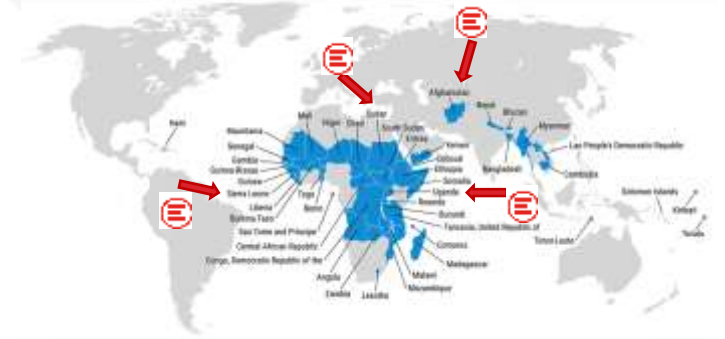 Afghanistan
Nepal
Bhutan
Myanmar
Lao People's Democratic Republic
Cambodia
Bangladesh
Haiti
Mali
Niger
Chad
Sudan
South Sudan
Eritrea
Yemen
Djibouti
Ethiopia
Somalia
Uganda
Rwanda
Burundi
Tanzania, United Republic of
Comoros
Madagascar
Malawi
Mozambique
Mauritania
Senegal
Gambia
Guinea-Bissau
Guinea
Sierra Leone
Liberia
Burkina Faso
Togo
Benin
Sao Tome and Principe
Central African Republic
Congo, Democratic Republic of the
Angola
Zambia
Lesotho
Solomon Islands
Kiribati
Tuvalu
Timor-Leste